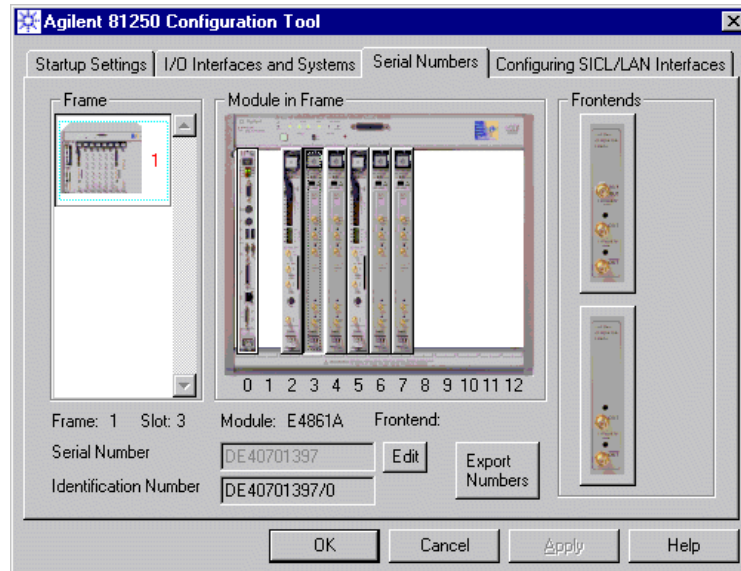 Agilent 81250 Configuration Tool
Startup Settings I/O Interfaces and Systems Serial Numbers Configuring SICL/LAN Interfaces
Frame Module in Frame Frontends
1
0 1 2 3 4 5 6 7 8 9 10 11 12
Frame: 1 Slot: 3 Module: E4861A Frontend:
Serial Number DE40701397 Edit
Export
Numbers
Identification Number DE40701397/0
OK Cancel Apply Help